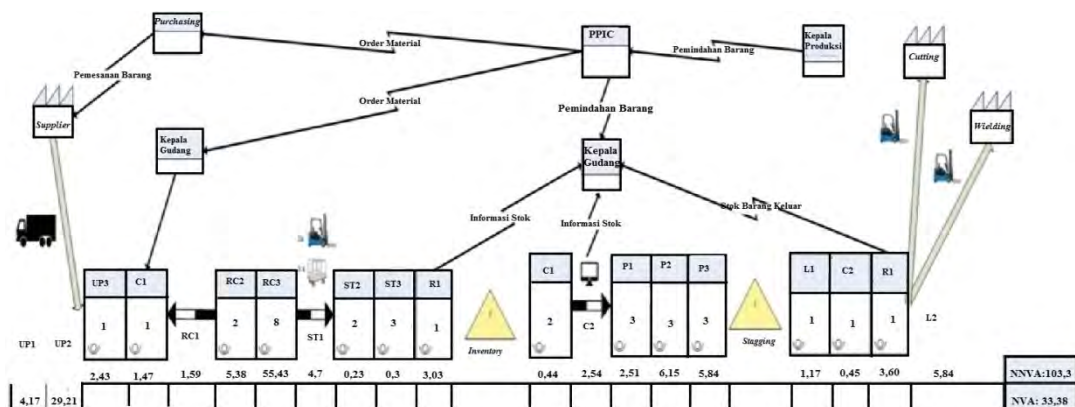 Purchasing
Order Material
PPIC
Pemindahan Barang
Kepala
Produksi
Cutting
Pemesanan Barang
Order Material
Pemindahan Barang
Supplier
Wielding
Kepala
Gudang
Kepala
Gudang
Informasi Stok
Informasi Stok
Stok Barang Keluar
UP3 C1
RC2 RC3
ST2 ST3 R1
C1
P1 P2 P3
L1 C2 R1
1 1
2 8
2 3 1
2
3 3 3
1 1 1
UP1 UP2
RC1
ST1
Inventory
C2
Stagging
L2
2,43 1,47 1,59 5,38 55,43 4,7 0,23 0,3 3,03 0,44 2,54 2,51 6,15 5,84 1,17 0,45 3,60 5,84
NNVA:103,3
4,17 29,21
NVA: 33,38